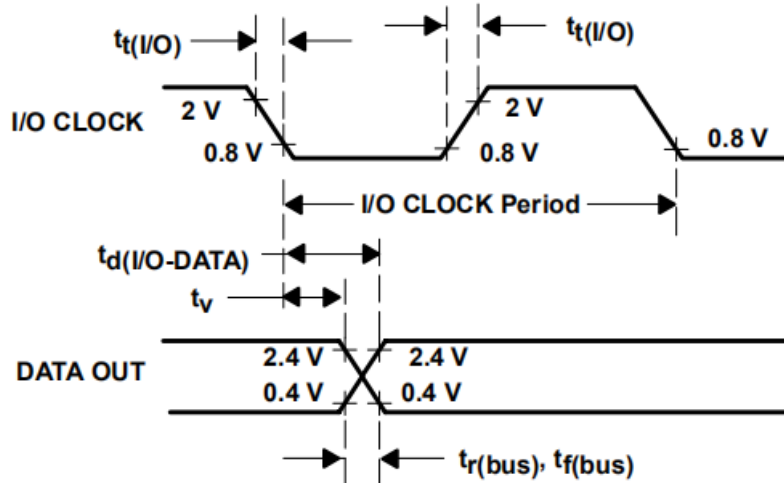 tt(I/O)
tt(I/O)
I/O CLOCK
2 V
2 V
0.8 V
0.8 V
0.8 V
I/O CLOCK Period
td(I/O-DATA)
tv
DATA OUT
2.4 V
2.4 V
0.4 V
0.4 V
tr(bus), tf(bus)